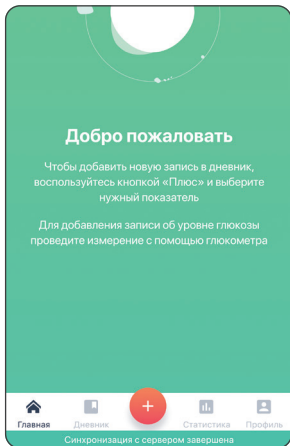 Добро пожаловать
Чтобы добавить новую запись в дневник,
воспользуйтесь кнопкой «Плюс» и выберите
нужный показатель
Для добавления записи об уровне глюкозы
проведите измерение с помощью глюкометра
Главная Дневник Статистика Профиль
Синхронизация с сервером завершена